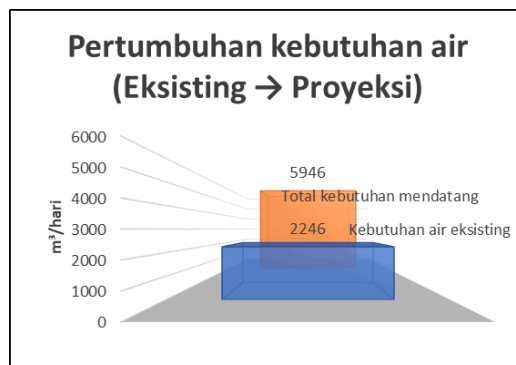 Pertumbuhan kebutuhan air
(Eksisting → Proyeksi)
6000
5000
4000
3000
2000
1000
0
m³/hari
5946
Total kebutuhan mendatang
2246 Kebutuhan air eksisting